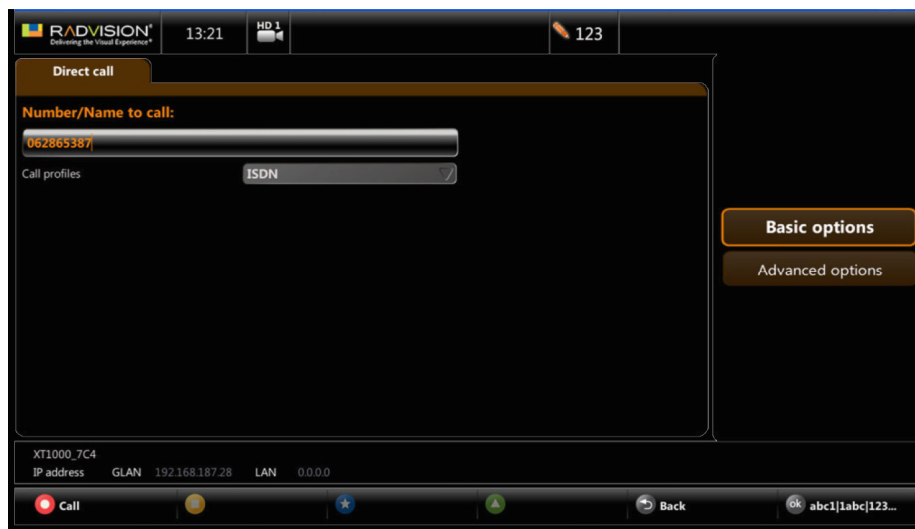 RADVISION®
Delivering the Visual Experience®
13:21
HD 1
123
Direct call
Number/Name to call:
062865387
Call profiles ISDN
Basic options
Advanced options
XT1000_7C4
IP address GLAN 192.168.187.28 LAN 0.0.0.0
Call
Back
ok abc1|1abc|123...